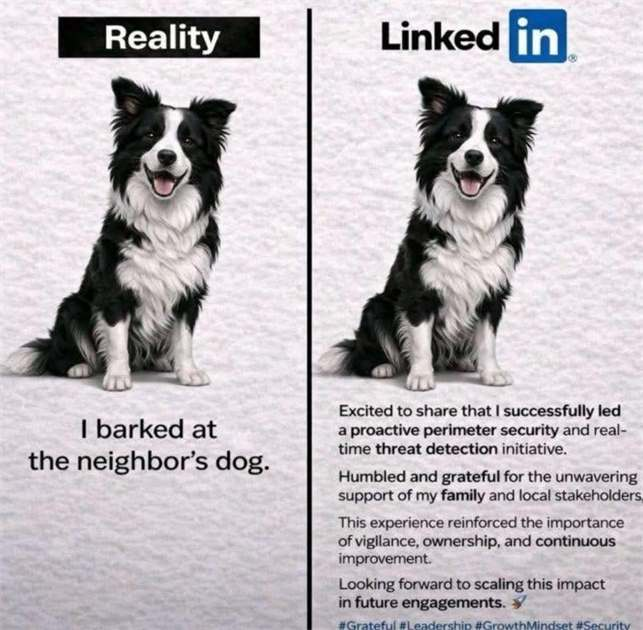 Reality
I barked at
the neighbor's dog.
Linked in
Excited to share that I successfully led
a proactive perimeter security and real-
time threat detection initiative.
Humbled and grateful for the unwavering
support of my family and local stakeholders.
This experience reinforced the importance
of vigilance, ownership, and continuous
improvement.
Looking forward to scaling this impact
in future engagements. 🚀
#Grateful #Leadership #GrowthMindset #Security